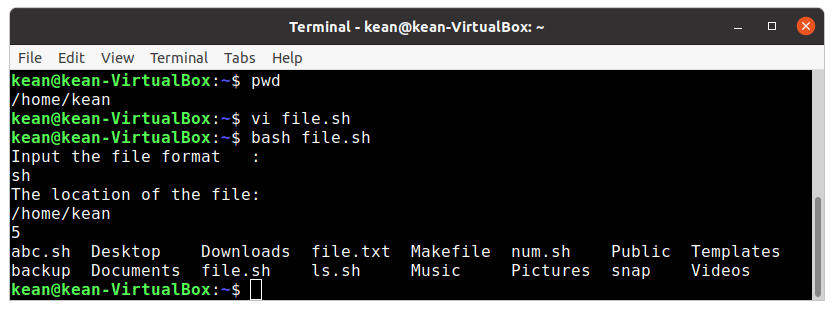 Terminal - kean@kean-VirtualBox: ~
File Edit View Terminal Tabs Help
kean@kean-VirtualBox:~$ pwd
/home/kean
kean@kean-VirtualBox:~$ vi file.sh
kean@kean-VirtualBox:~$ bash file.sh
Input the file format   :
sh
The location of the file:
/home/kean
5
abc.sh  Desktop    Downloads  file.txt  Makefile  num.sh    Public  Templates
backup  Documents  file.sh    ls.sh     Music     Pictures  snap    Videos
kean@kean-VirtualBox:~$